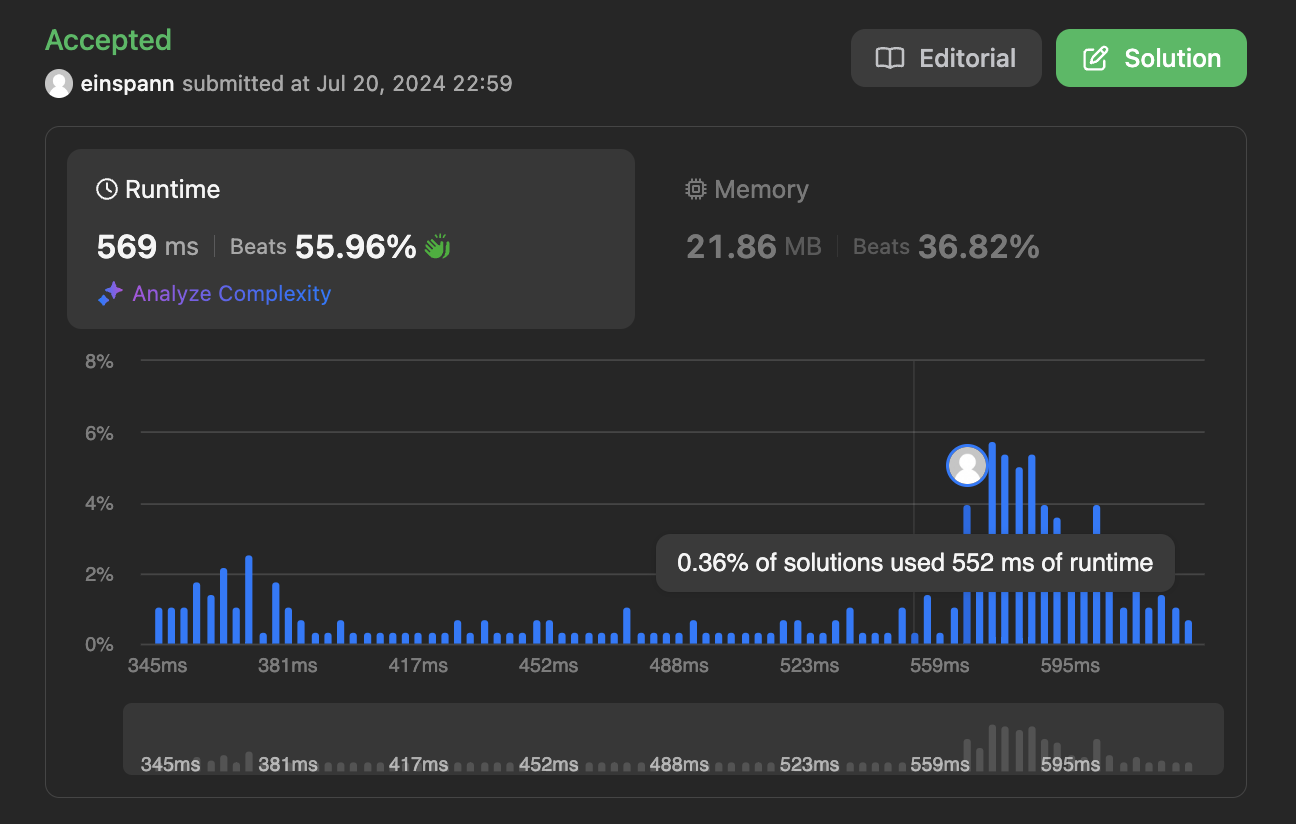 Accepted
Editorial
Solution
einspann submitted at Jul 20, 2024 22:59
Runtime
Memory
569 ms Beats 55.96%
21.86 MB Beats 36.82%
Analyze Complexity
8%
6%
4%
0.36% of solutions used 552 ms of runtime
2%
0%
345ms 381ms 417ms 452ms 488ms 523ms 559ms 595ms
345ms 381ms 417ms 452ms 488ms 523ms 559ms 595ms